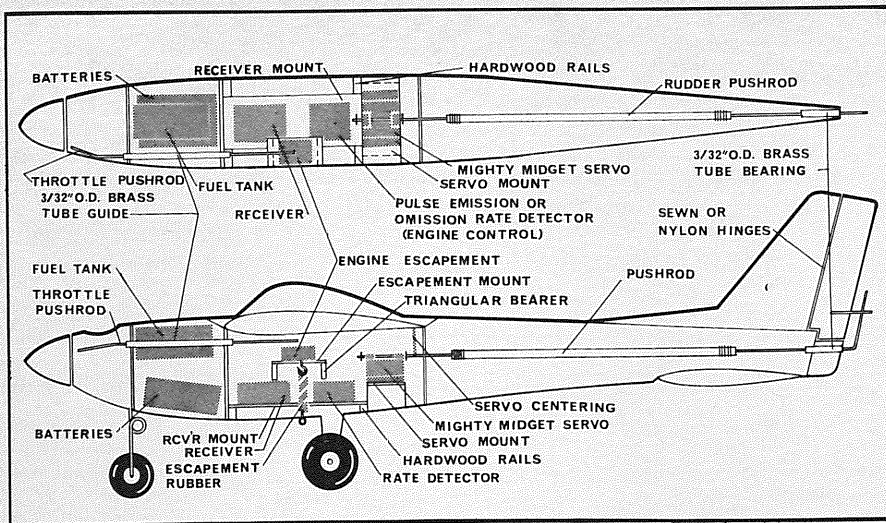 BATTERIES
RECEIVER MOUNT
HARDWOOD RAILS
RUDDER PUSHROD
THROTTLE PUSHROD
3/32"O.D. BRASS
TUBE GUIDE
FUEL TANK
RFCEIVER
MIGHTY MIDGET SERVO
SERVO MOUNT
PULSE EMISSION OR
OMISSION RATE DETECTOR
(ENGINE CONTROL)
3/32"O.D. BRASS
TUBE BEARING
SEWN OR
NYLON HINGES
FUEL TANK
THROTTLE
PUSHROD
ENGINE ESCAPEMENT
ESCAPEMENT MOUNT
TRIANGULAR BEARER
PUSHROD
BATTERIES
RCV'R MOUNT
RECEIVER
ESCAPEMENT
RUBBER
SERVO CENTERING
MIGHTY MIDGET SERVO
SERVO MOUNT
HARDWOOD RAILS
RATE DETECTOR